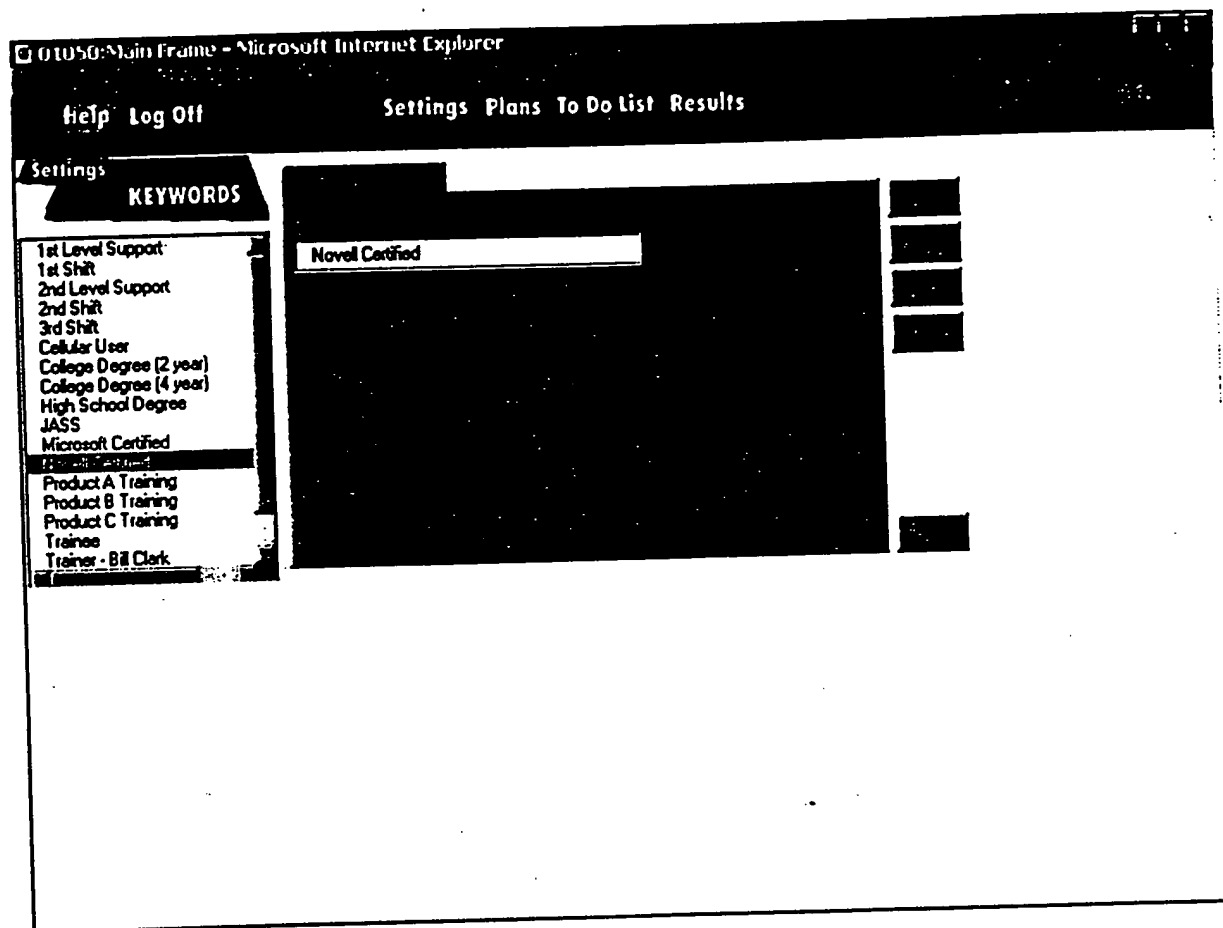 01050:Main Frame - Microsoft Internet Explorer
Help Log Off Settings Plans To Do List Results
Settings
KEYWORDS
1st Level Support
1st Shift
2nd Level Support
2nd Shift
3rd Shift
Cellular User
College Degree (2 year)
College Degree (4 year)
High School Degree
JASS
Microsoft Certified
Product A Training
Product B Training
Product C Training
Trainee
Trainer - Bill Clark
Novell Certified